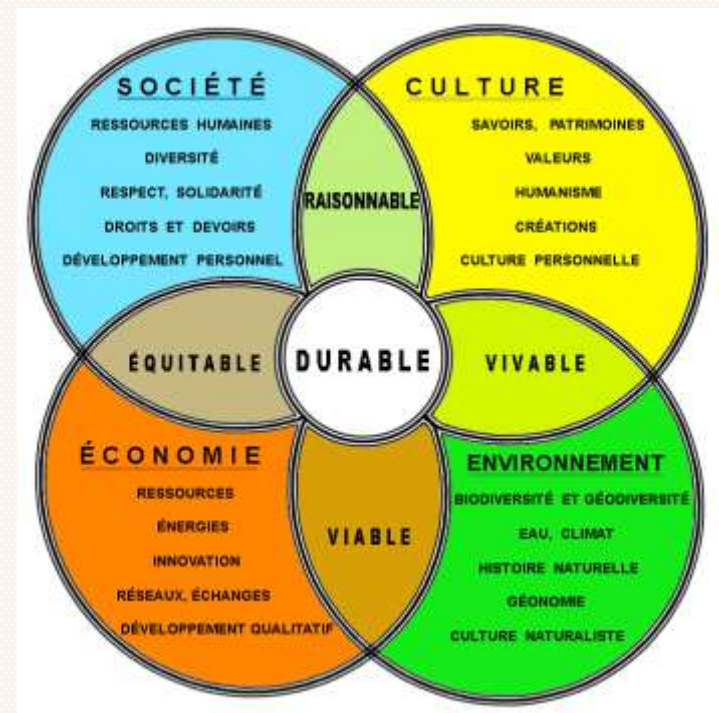 SOCIÉTÉ
RESSOURCES HUMAINES
DIVERSITÉ
RESPECT, SOLIDARITÉ
DROITS ET DEVOIRS
DÉVELOPPEMENT PERSONNEL
CULTURE
SAVOIRS, PATRIMOINES
VALEURS
HUMANISME
CRÉATIONS
CULTURE PERSONNELLE
RAISONNABLE
ÉQUITABLE
DURABLE
VIVABLE
ÉCONOMIE
RESSOURCES
ÉNERGIES
INNOVATION
RÉSEAUX, ÉCHANGES
DÉVELOPPEMENT QUALITATIF
VIABLE
ENVIRONNEMENT
BIODIVERSITÉ ET GÉODIVERSITÉ
EAU, CLIMAT
HISTOIRE NATURELLE
GÉONOMIE
CULTURE NATURALISTE